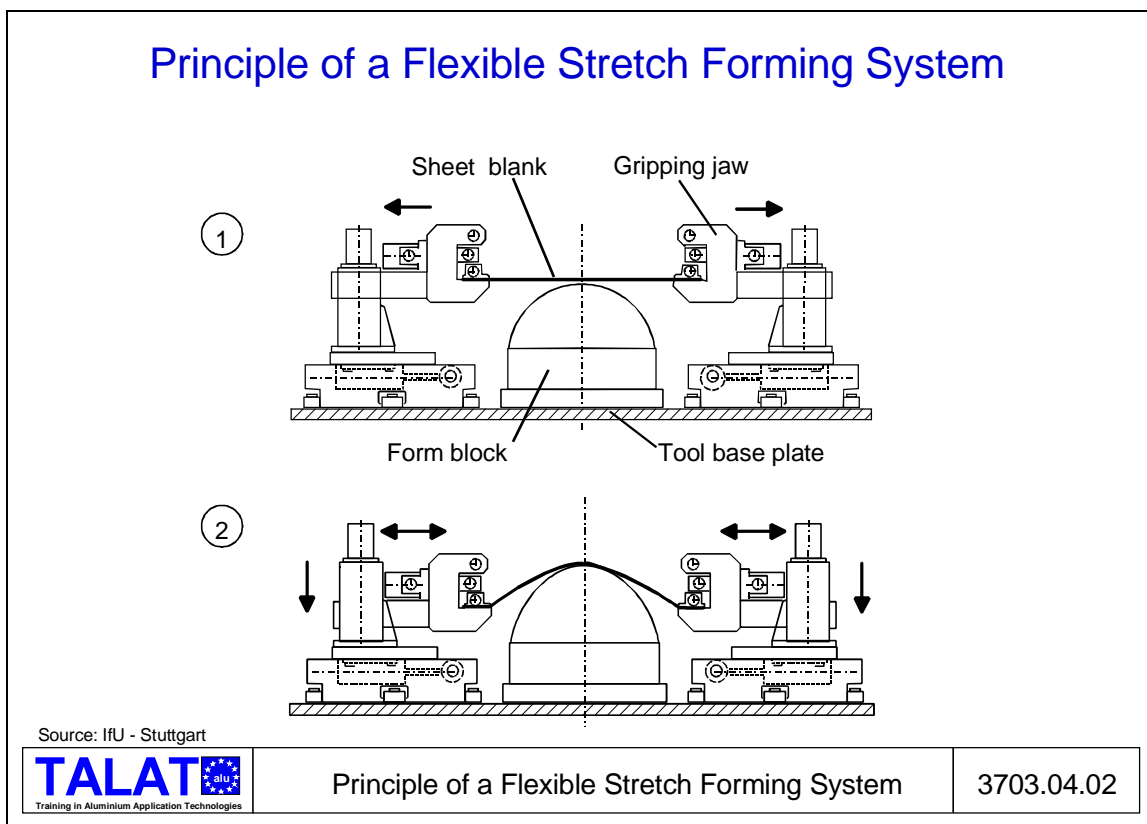 Principle of a Flexible Stretch Forming System
Sheet blank
Gripping jaw
1
Form block
Tool base plate
2
Source: IfU - Stuttgart
TALAT
alu
Training in Aluminium Application Technologies
Principle of a Flexible Stretch Forming System
3703.04.02